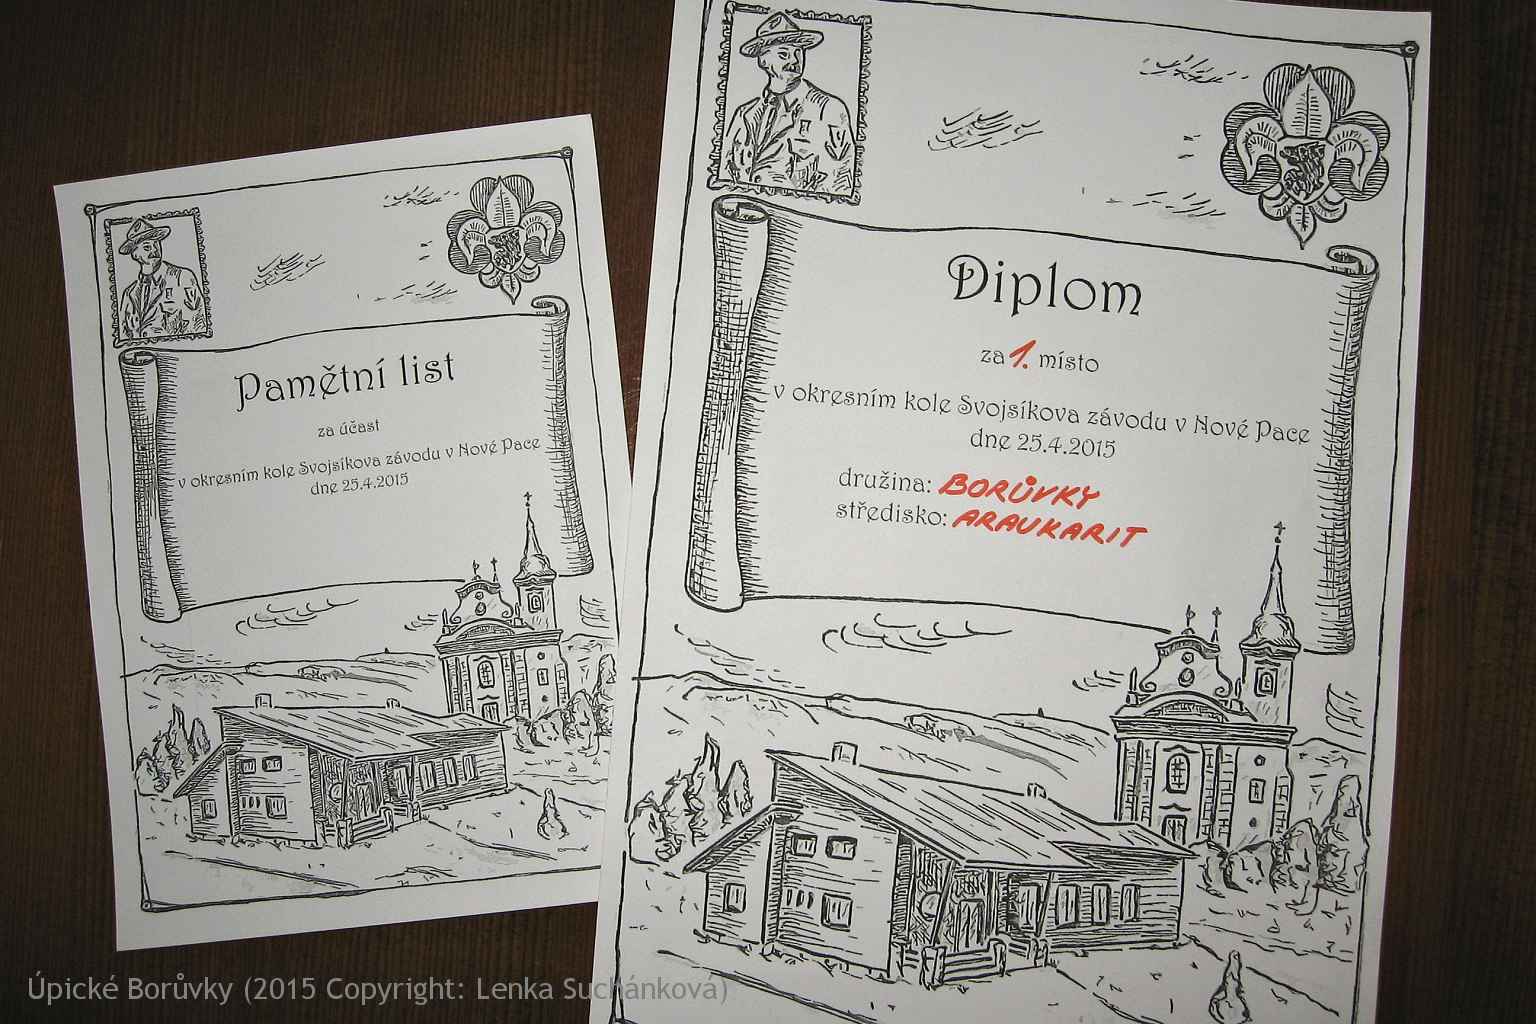 Pamětní list
za účast
v okresním kole Svojsíkova závodu v Nové Pace
dne 25.4.2015
Diplom
za 1. místo
v okresním kole Svojsíkova závodu v Nové Pace
dne 25.4.2015
družina: BORŮVKY
středisko: ARAUKARIT
Úpické Borůvky (2015 Copyright: Lenka Suchánková)